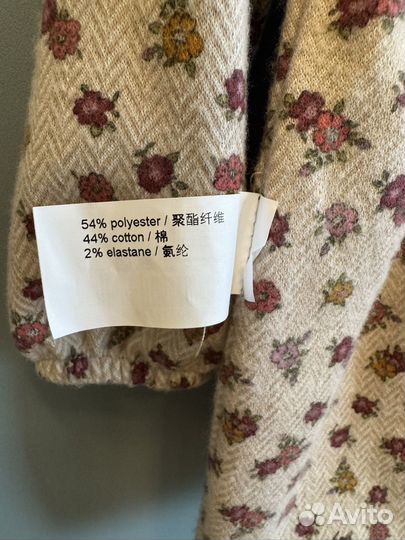 54% polyester / 聚酯纤维
44% cotton / 棉
2% elastane / 氨纶
Avito